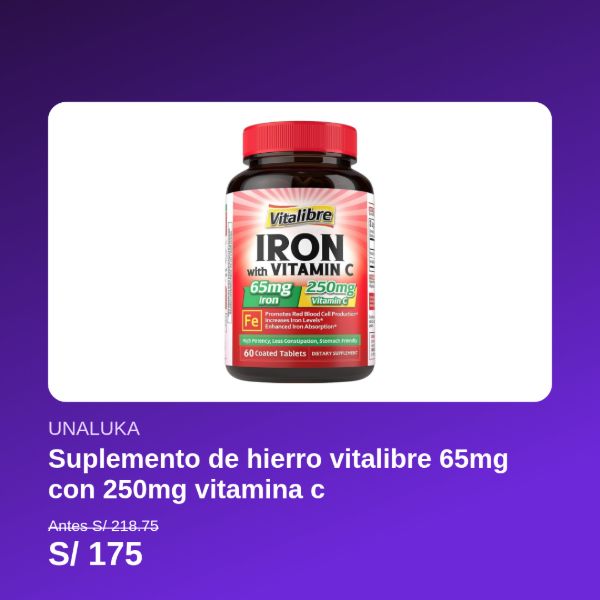 Vitalibre
IRON
with VITAMIN C
65mg 250mg
Iron Vitamin C
Fe
Promotes Red Blood Cell Production*
Increases Iron Levels*
Enhanced Iron Absorption*
High Potency, Less Constipation, Stomach Friendly
60 Coated Tablets DIETARY SUPPLEMENT
UNALUKA
Suplemento de hierro vitalibre 65mg
con 250mg vitamina c
Antes S/ 218.75
S/ 175